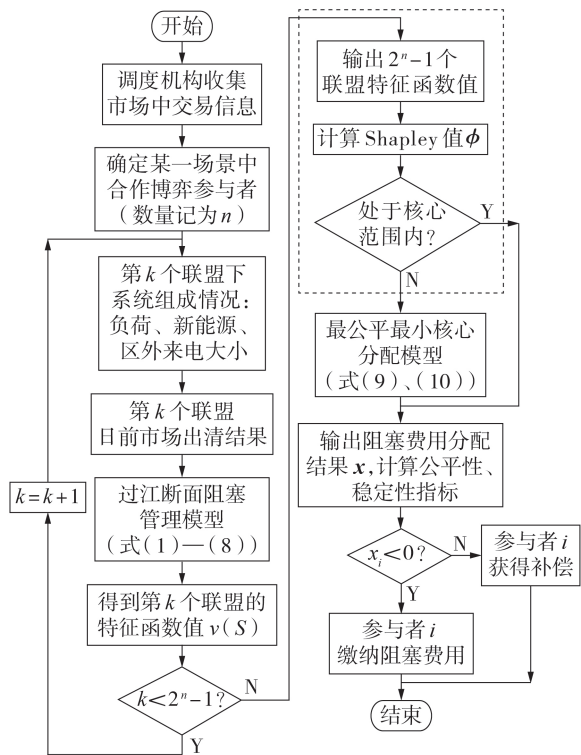 开始
调度机构收集
市场中交易信息
确定某一场景中
合作博弈参与者
（数量记为n）
第k个联盟下
系统组成情况：
负荷、新能源、
区外来电大小
第k个联盟
日前市场出清结果
过江断面阻塞
管理模型
（式（1）—（8））
得到第k个联盟的
特征函数值v(S)
k<2ⁿ−1?
N
Y
k=k+1
输出2ⁿ−1个
联盟特征函数值
计算Shapley值ϕ
处于核心
范围内?
Y
N
最公平最小核心
分配模型
（式（9）、（10））
输出阻塞费用分配
结果x,计算公平性、
稳定性指标
xᵢ<0?
N
Y
参与者i
获得补偿
参与者i
缴纳阻塞费用
结束